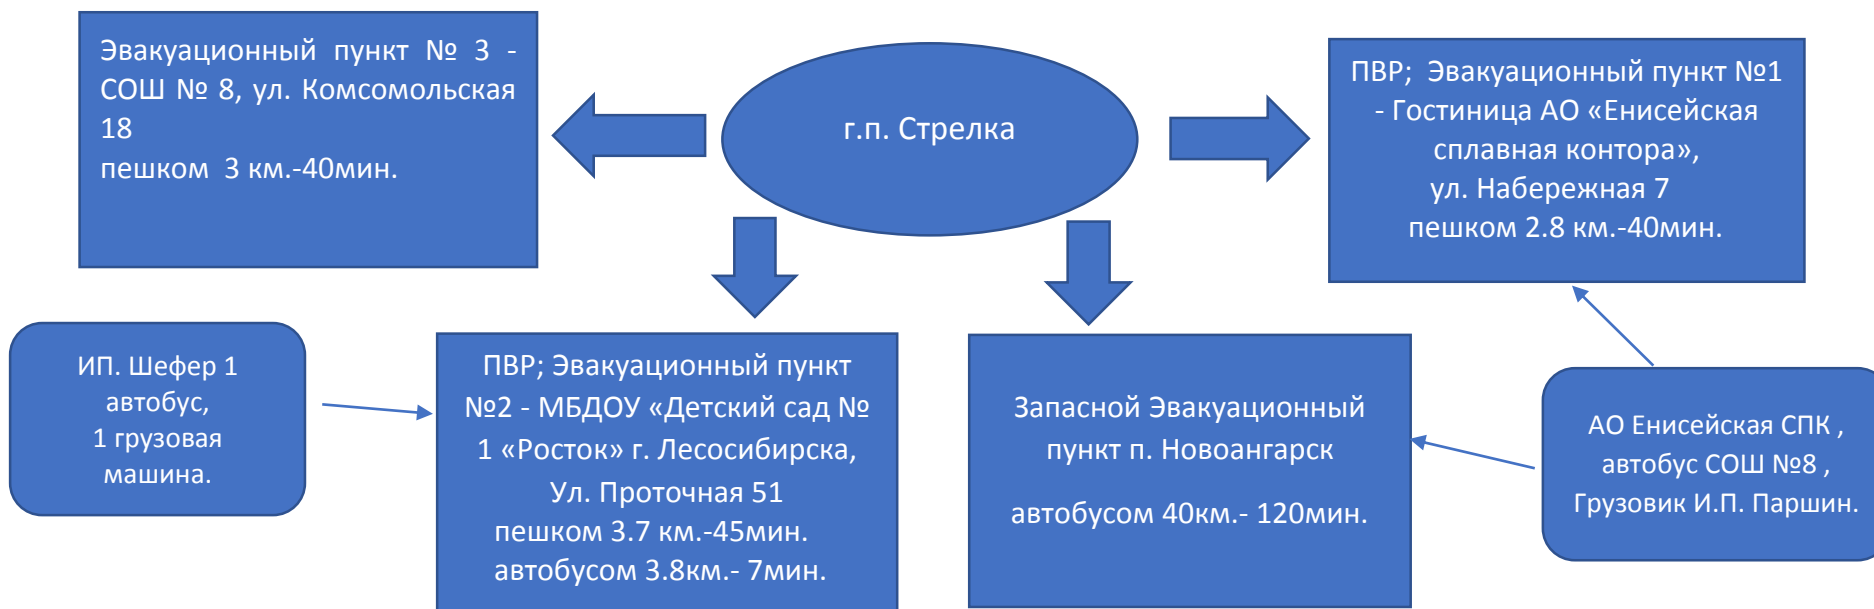 Эвакуационный пункт № 3 -
СОШ № 8, ул. Комсомольская
18
пешком 3 км.-40мин.
г.п. Стрелка
ПВР; Эвакуационный пункт №1
- Гостиница АО «Енисейская
сплавная контора»,
ул. Набережная 7
пешком 2.8 км.-40мин.
ИП. Шефер 1
автобус,
1 грузовая
машина.
ПВР; Эвакуационный пункт
№2 - МБДОУ «Детский сад №
1 «Росток» г. Лесосибирска,
Ул. Проточная 51
пешком 3.7 км.-45мин.
автобусом 3.8км.- 7мин.
Запасной Эвакуационный
пункт п. Новоангарск
автобусом 40км.- 120мин.
АО Енисейская СПК ,
автобус СОШ №8 ,
Грузовик И.П. Паршин.